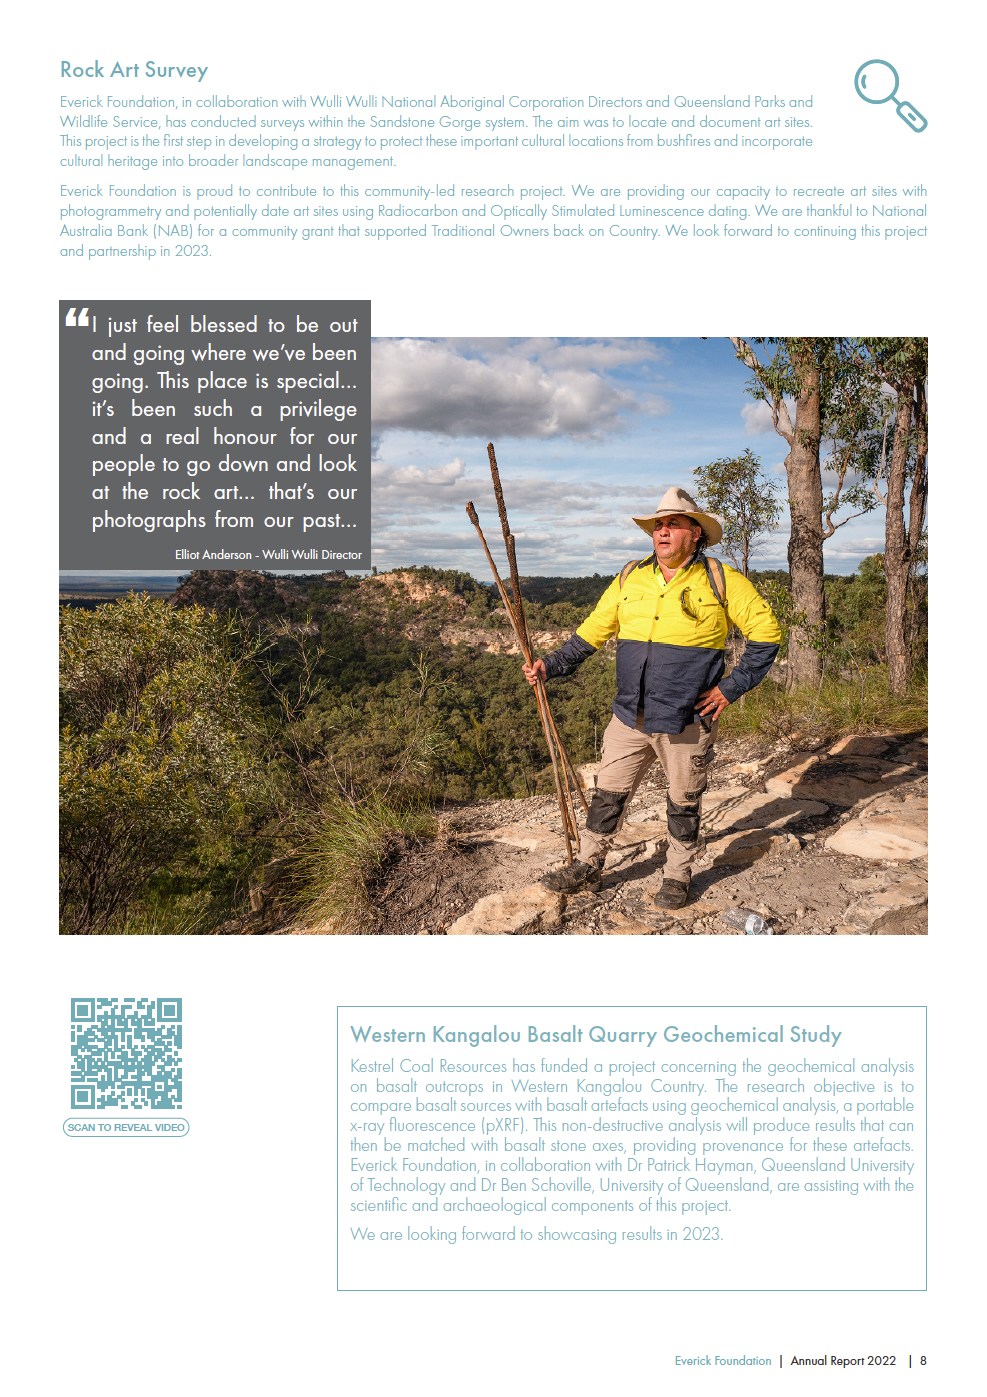 Rock Art Survey
Everick Foundation, in collaboration with Wulli Wulli National Aboriginal Corporation Directors and Queensland Parks and
Wildlife Service, has conducted surveys within the Sandstone Gorge system. The aim was to locate and document art sites.
This project is the first step in developing a strategy to protect these important cultural locations from bushfires and incorporate
cultural heritage into broader landscape management.
Everick Foundation is proud to contribute to this community-led research project. We are providing our capacity to recreate art sites with
photogrammetry and potentially date art sites using Radiocarbon and Optically Stimulated Luminescence dating. We are thankful to National
Australia Bank (NAB) for a community grant that supported Traditional Owners back on Country. We look forward to continuing this project
and partnership in 2023.
“I just feel blessed to be out
and going where we’ve been
going. This place is special...
it’s been such a privilege
and a real honour for our
people to go down and look
at the rock art... that’s our
photographs from our past...
Elliot Anderson - Wulli Wulli Director
SCAN TO REVEAL VIDEO
Western Kangalou Basalt Quarry Geochemical Study
Kestrel Coal Resources has funded a project concerning the geochemical analysis
on basalt outcrops in Western Kangalou Country. The research objective is to
compare basalt sources with basalt artefacts using geochemical analysis, a portable
x-ray fluorescence (pXRF). This non-destructive analysis will produce results that can
then be matched with basalt stone axes, providing provenance for these artefacts.
Everick Foundation, in collaboration with Dr Patrick Hayman, Queensland University
of Technology and Dr Ben Schoville, University of Queensland, are assisting with the
scientific and archaeological components of this project.
We are looking forward to showcasing results in 2023.
Everick Foundation | Annual Report 2022 | 8